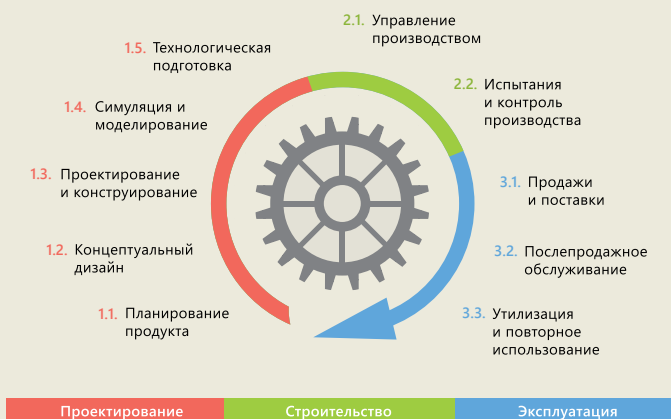 2.1. Управление
производством
1.5. Технологическая
подготовка
2.2. Испытания
и контроль
производства
1.4. Симуляция и
моделирование
1.3. Проектирование
и конструирование
3.1. Продажи
и поставки
1.2. Концептуальный
дизайн
3.2. Послепродажное
обслуживание
1.1. Планирование
продукта
3.3. Утилизация
и повторное
использование
Проектирование
Строительство
Эксплуатация